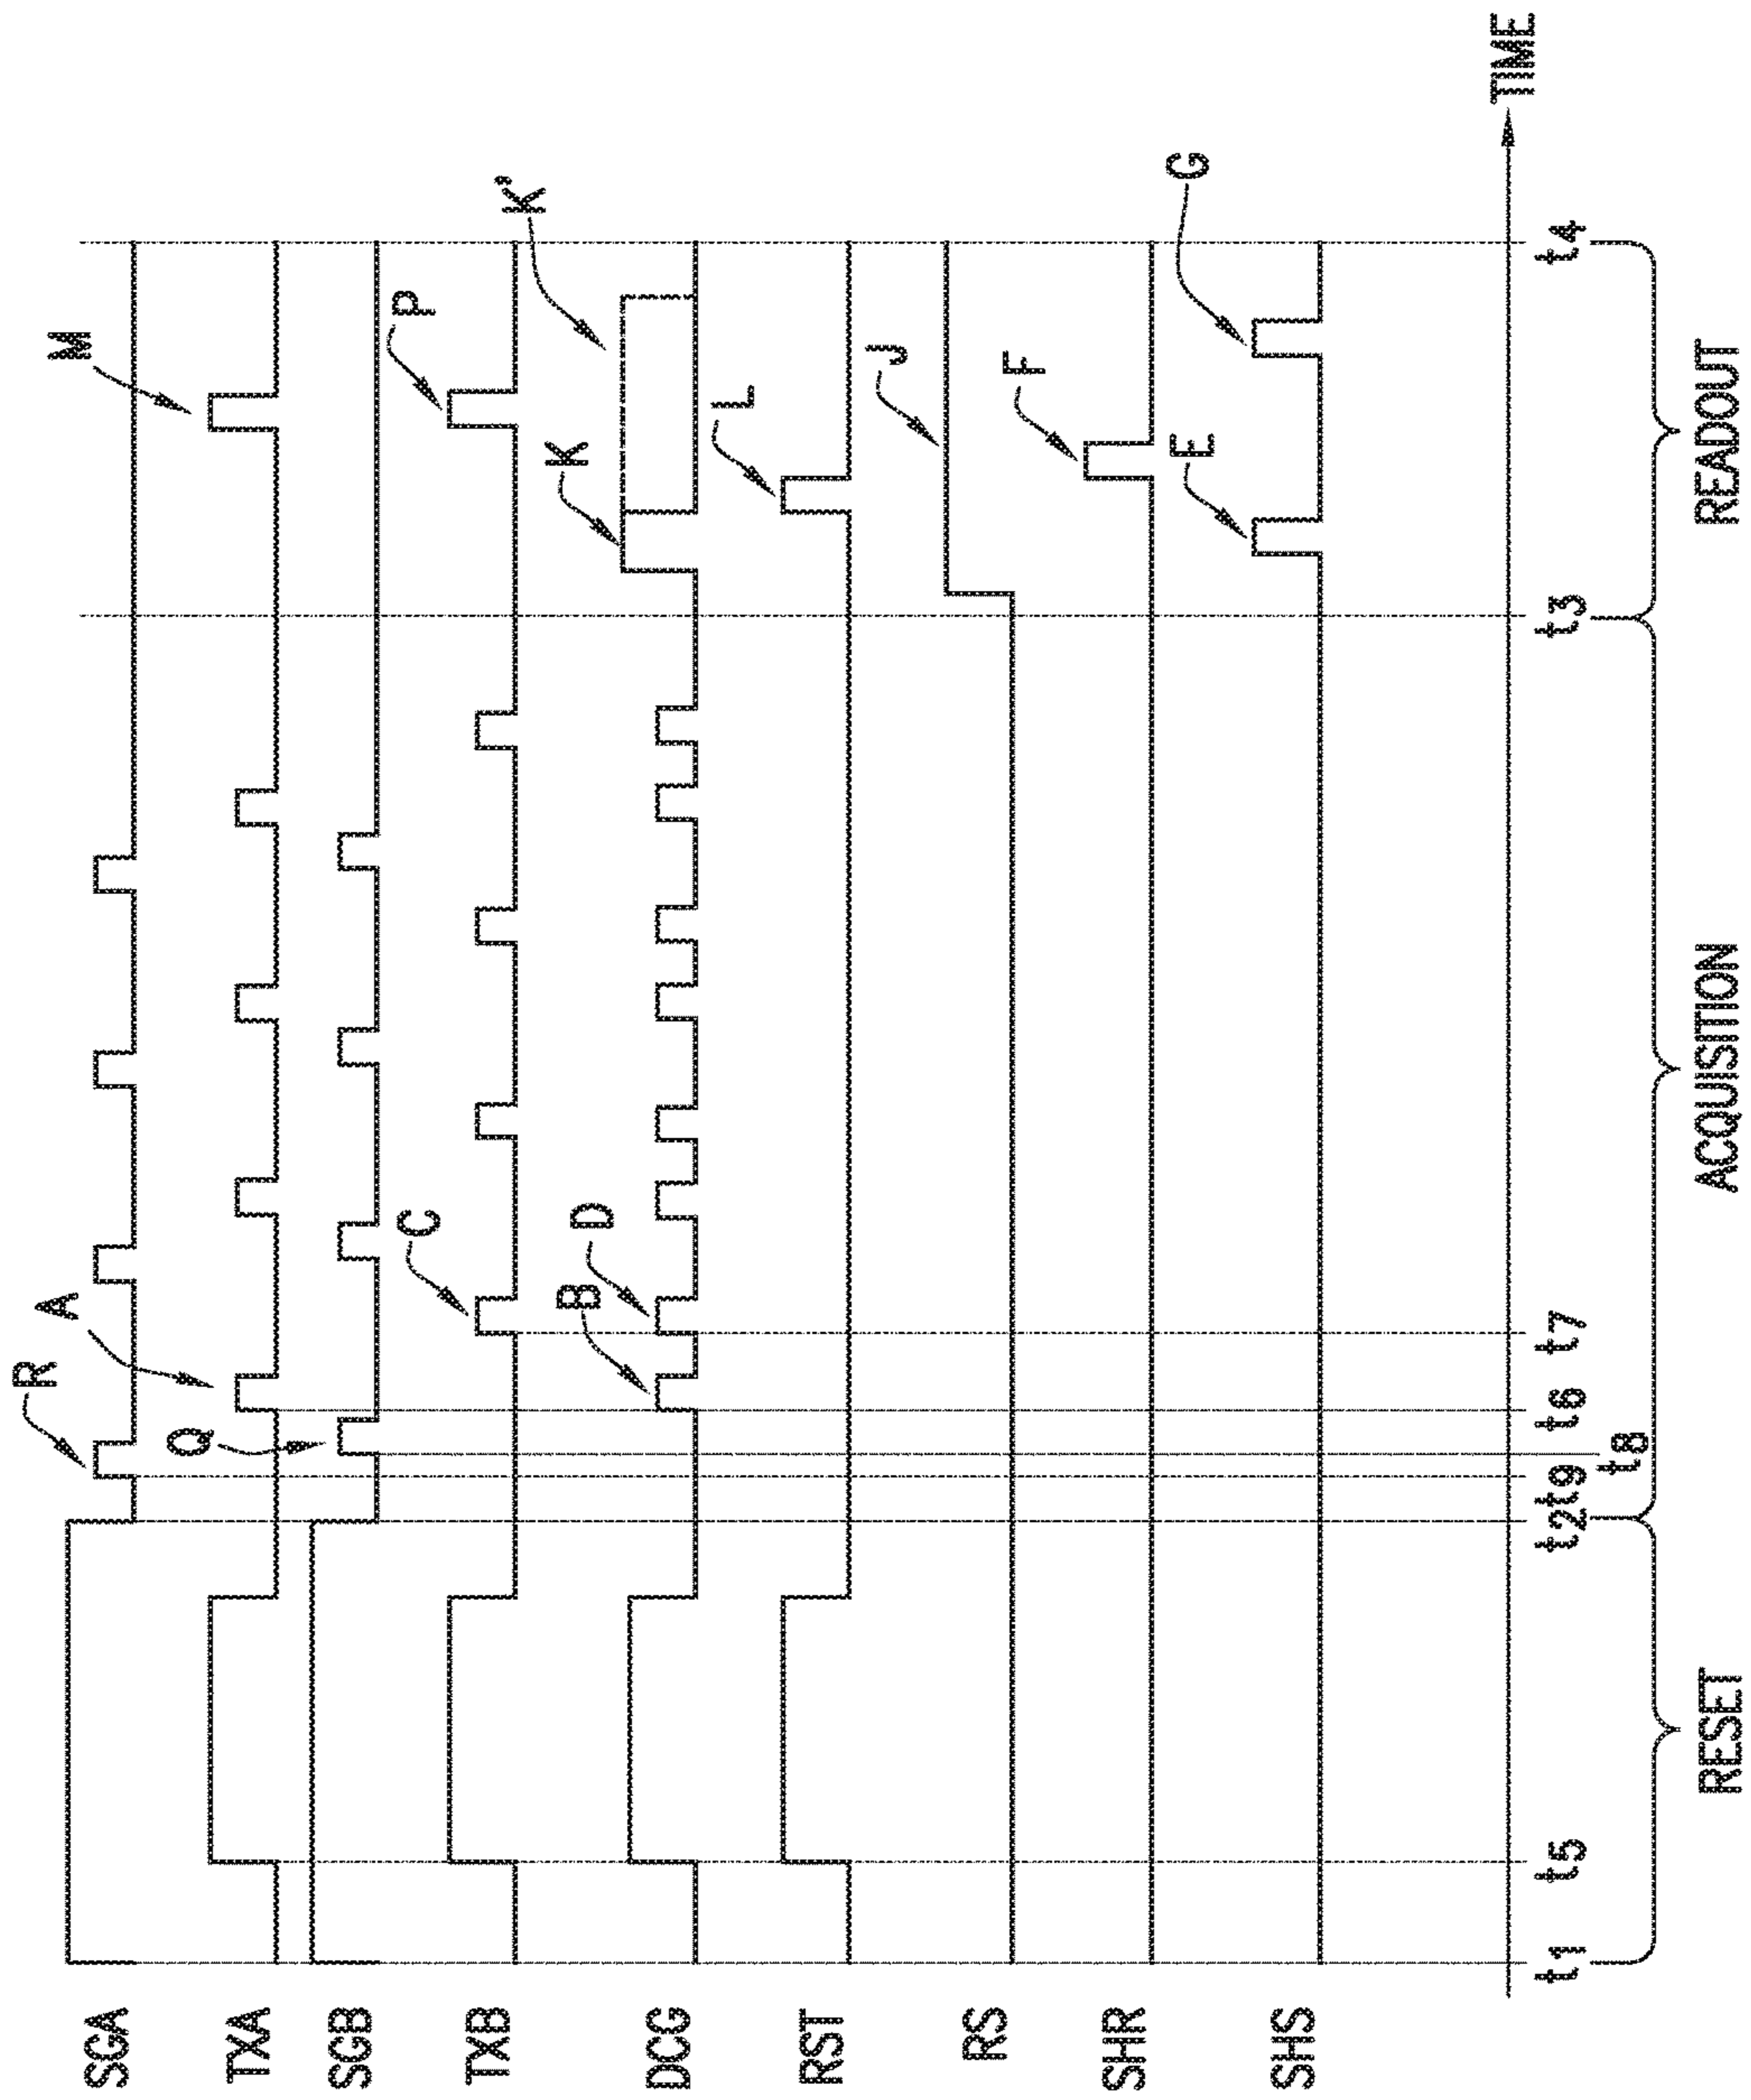 SGA
TXA
SGB
TXB
DCG
RST
RS
SHR
SHS
R
A
M
Q
C
P
B
D
K
K'
L
J
F
E
G
TIME
t1
t5
t2
t9
t8
t6
t7
t3
t4
RESET
ACQUISITION
READOUT